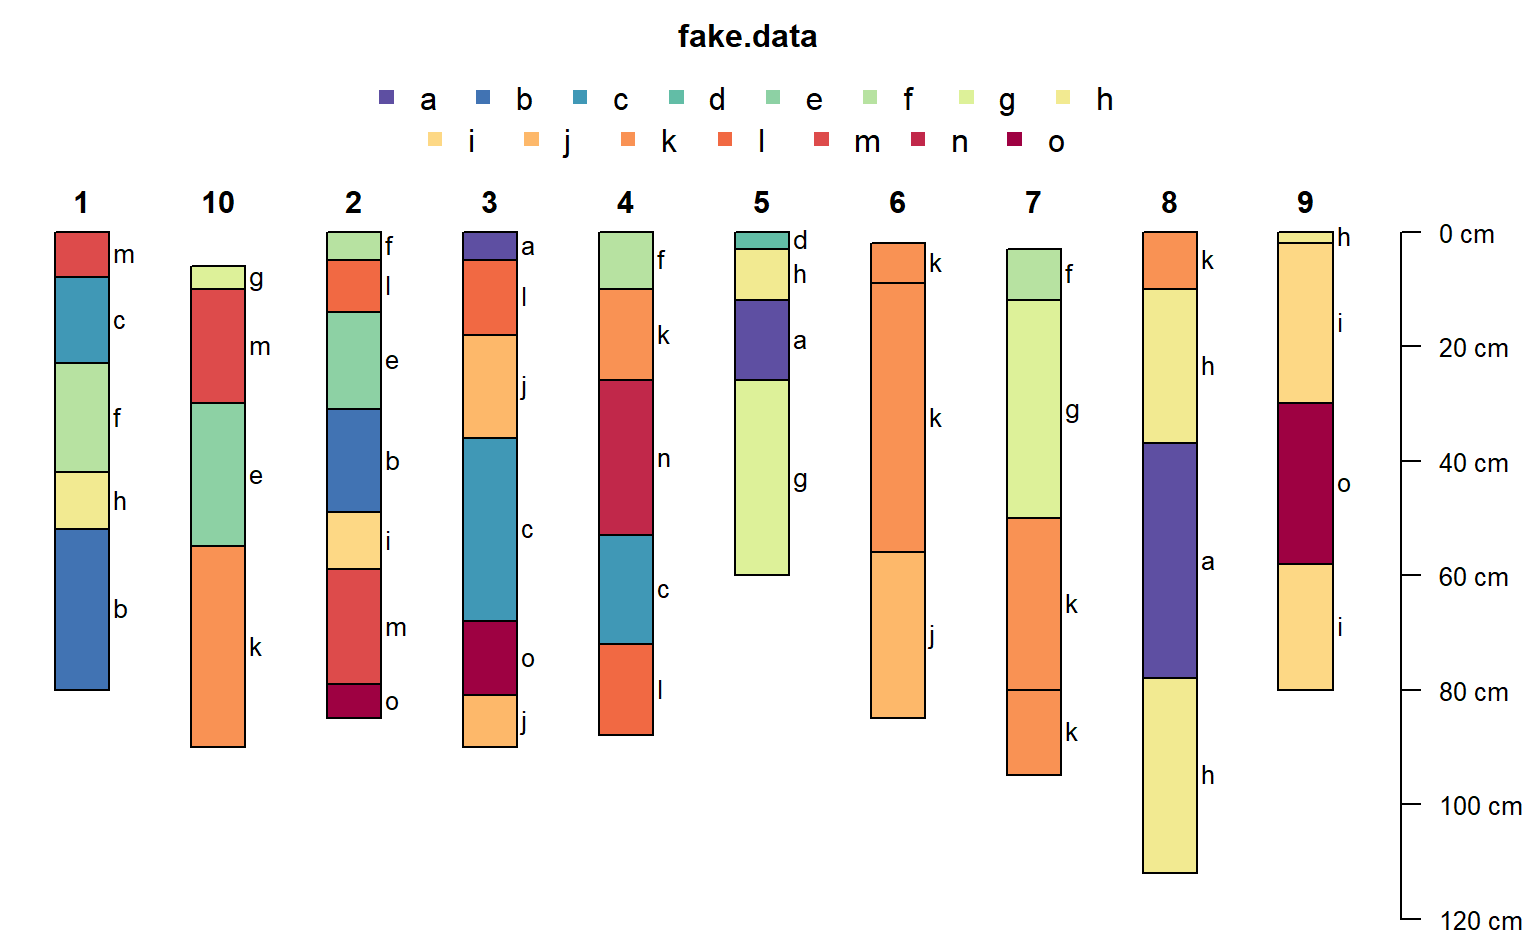 fake.data
a b c d e f g h
i j k l m n o
1 10 2 3 4 5 6 7 8 9
m
c
f
h
b
g
m
e
k
f
l
e
b
i
m
o
a
l
j
c
o
j
f
k
n
c
l
d
h
a
g
k
k
j
f
g
k
k
k
h
a
h
h
i
o
i
0 cm
20 cm
40 cm
60 cm
80 cm
100 cm
120 cm